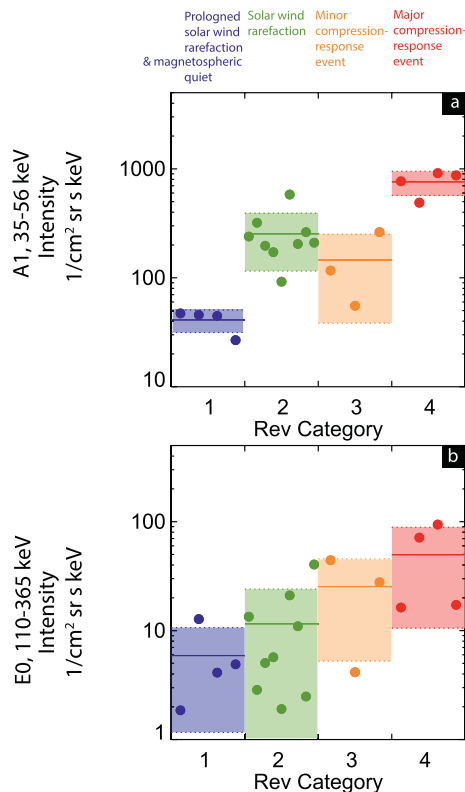 Prologned
solar wind
rarefaction
& magnetospheric
quiet
Solar wind
rarefaction
Minor
compression-
response
event
Major
compression-
response
event
a
A1, 35-56 keV
Intensity
1/cm² sr s keV
1000
100
10
1 2 3 4
Rev Category
b
E0, 110-365 keV
Intensity
1/cm² sr s keV
100
10
1
1 2 3 4
Rev Category